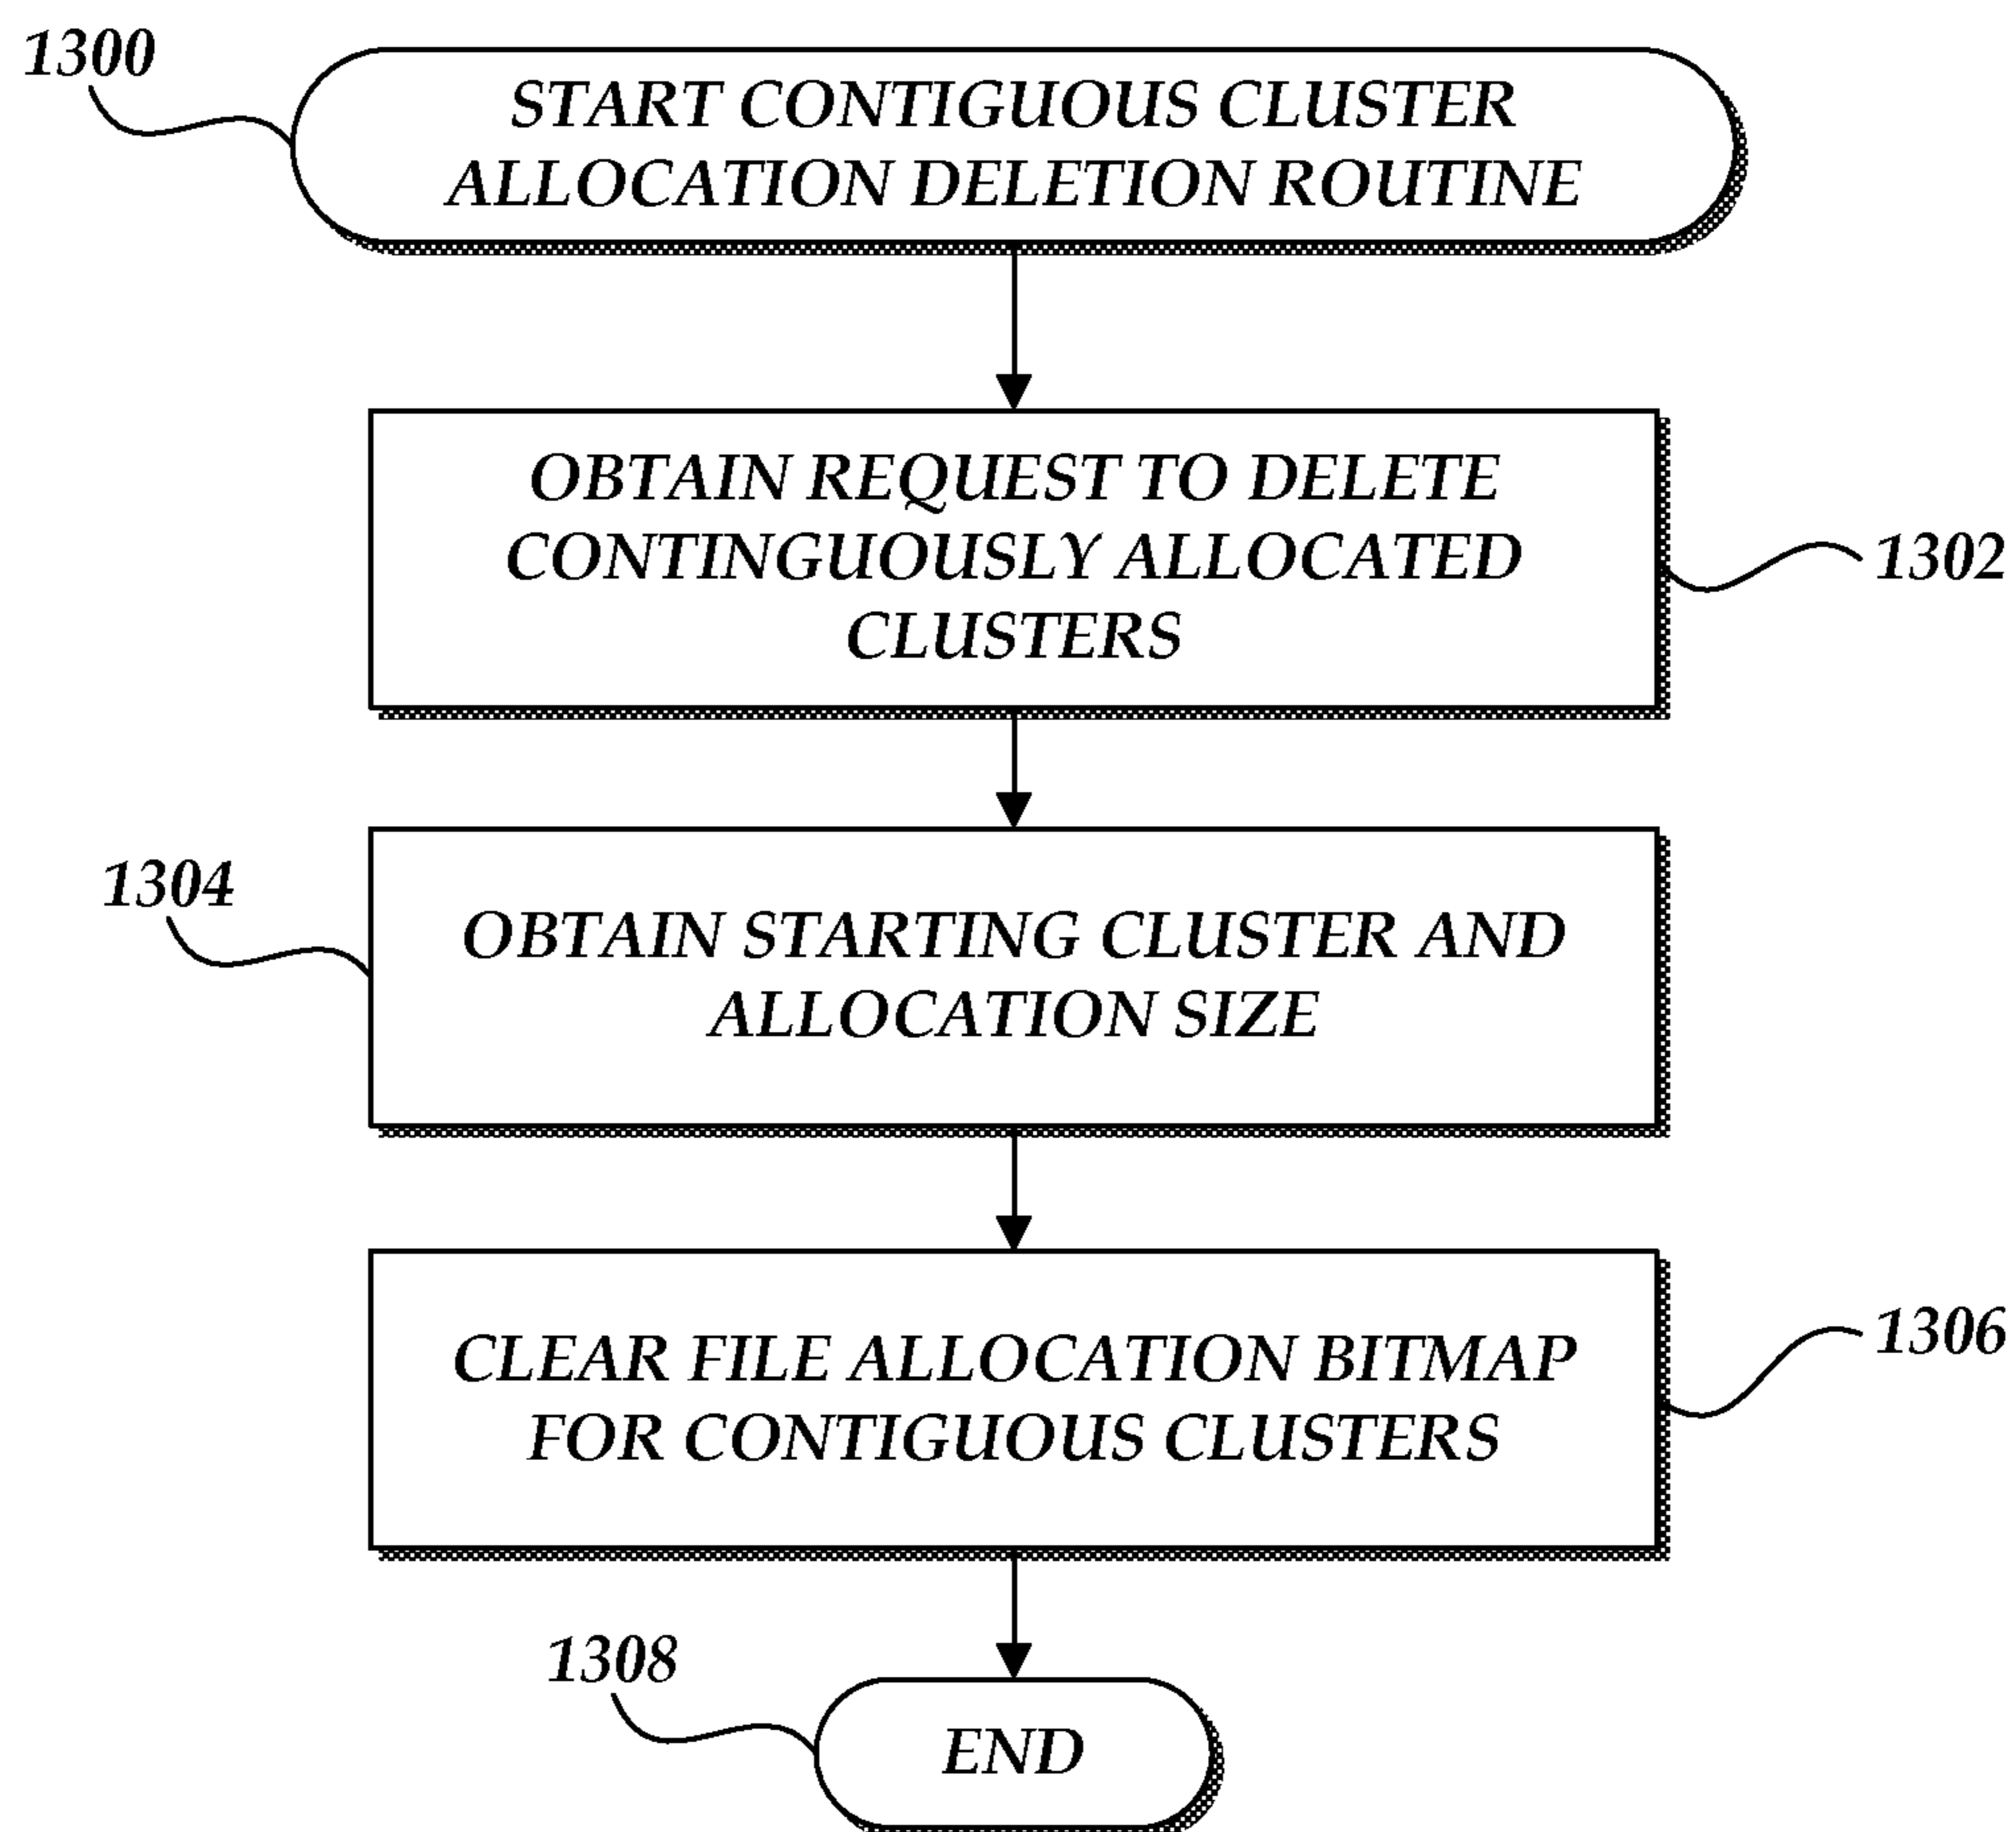 1300
START CONTIGUOUS CLUSTER
ALLOCATION DELETION ROUTINE
OBTAIN REQUEST TO DELETE
CONTINGUOUSLY ALLOCATED
CLUSTERS
1302
1304
OBTAIN STARTING CLUSTER AND
ALLOCATION SIZE
CLEAR FILE ALLOCATION BITMAP
FOR CONTIGUOUS CLUSTERS
1306
1308
END